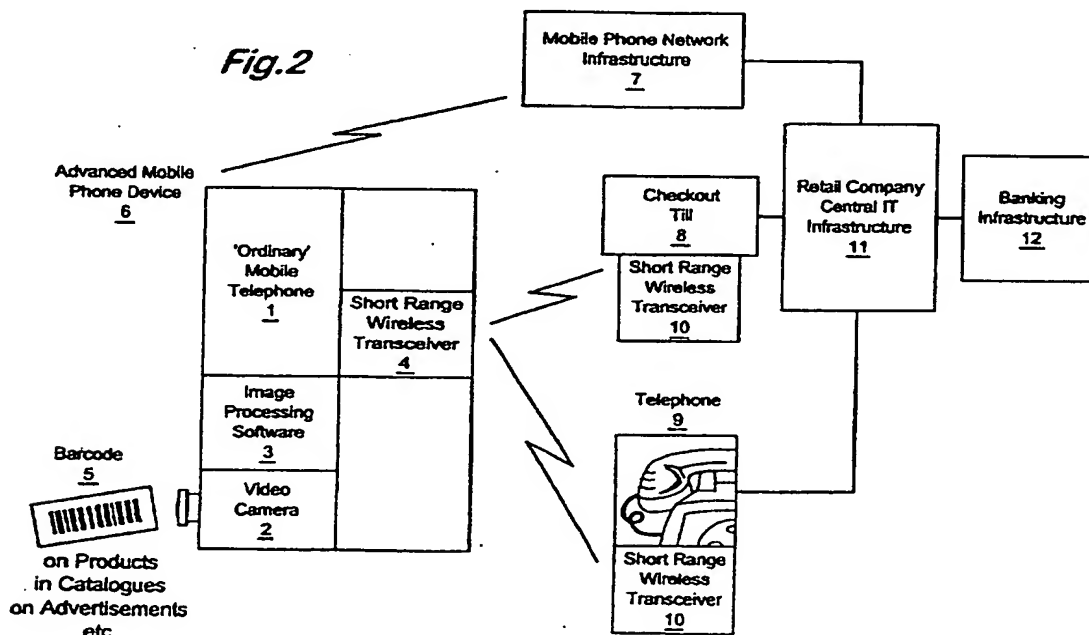 Fig.2
Mobile Phone Network
Infrastructure
7
Advanced Mobile
Phone Device
6
'Ordinary'
Mobile
Telephone
1
Short Range
Wireless
Transceiver
4
Image
Processing
Software
3
Video
Camera
2
Barcode
5
on Products
in Catalogues
on Advertisements
etc
Checkout
Till
8
Short Range
Wireless
Transceiver
10
Telephone
9
Short Range
Wireless
Transceiver
10
Retail Company
Central IT
Infrastructure
11
Banking
Infrastructure
12